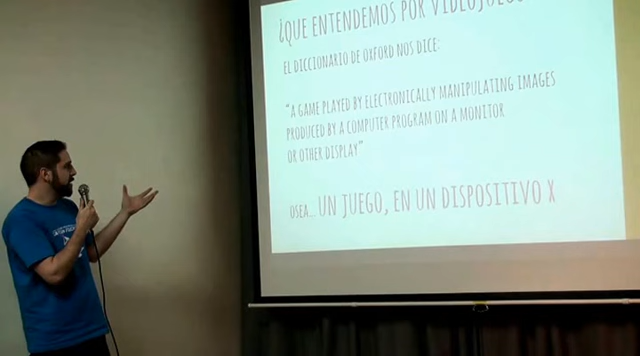 ¿QUE ENTENDEMOS POR VIDEOJUEGO
EL DICCIONARIO DE OXFORD NOS DICE:
"A GAME PLAYED BY ELECTRONICALLY MANIPULATING IMAGES
PRODUCED BY A COMPUTER PROGRAM ON A MONITOR
OR OTHER DISPLAY"
OSEA... UN JUEGO, EN UN DISPOSITIVO X